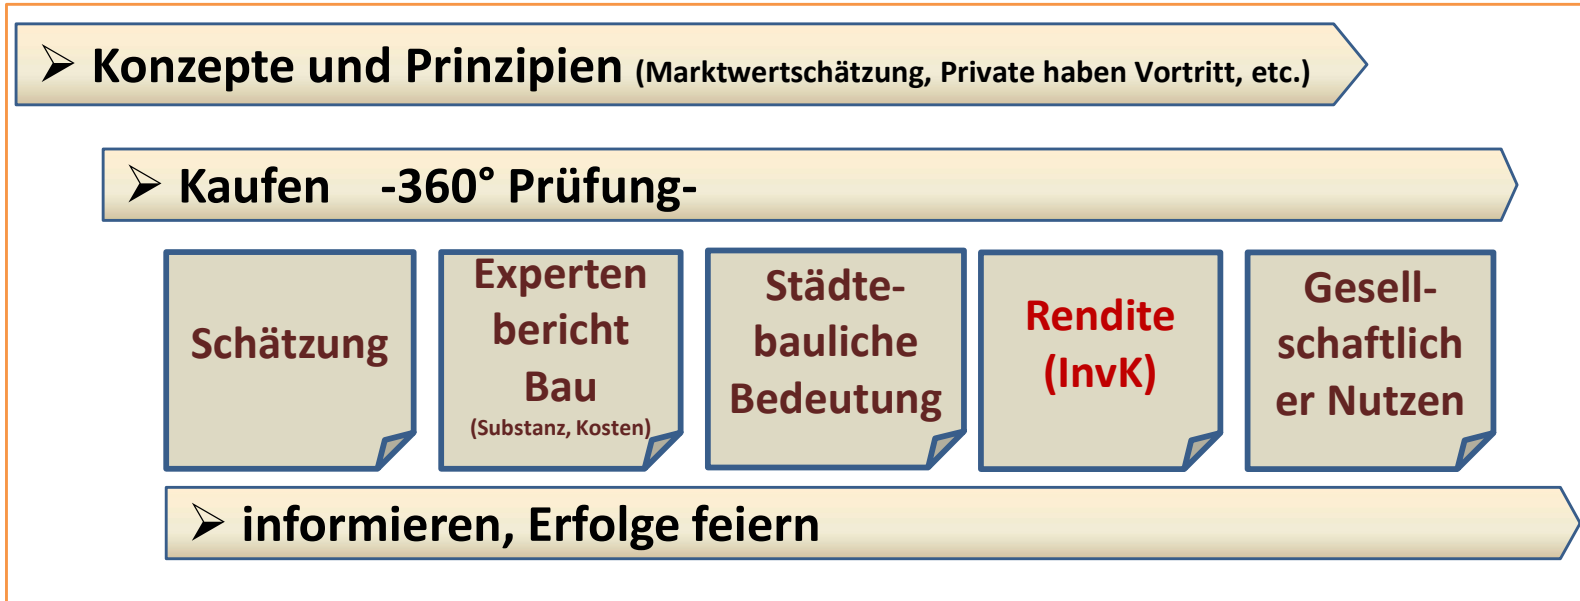 ➢ Konzepte und Prinzipien (Marktwertschätzung, Private haben Vortritt, etc.)
➢ Kaufen -360° Prüfung-
Schätzung
Experten
bericht
Bau
(Substanz, Kosten)
Städte-
bauliche
Bedeutung
Rendite
(InvK)
Gesell-
schaftlich
er Nutzen
➢ informieren, Erfolge feiern